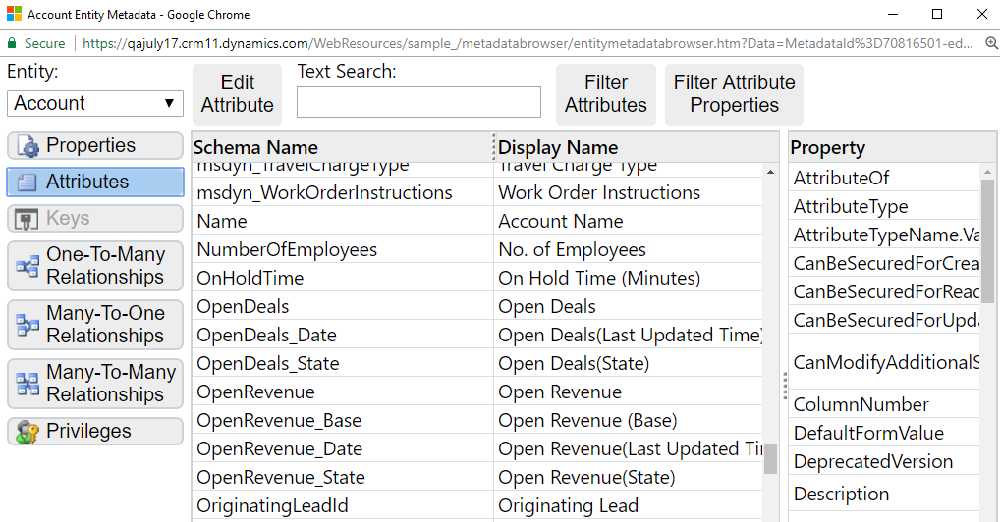 Account Entity Metadata - Google Chrome
Secure https://qajuly17.crm11.dynamics.com/WebResources/sample_/metadatabrowser/entitymetadatabrowser.htm?Data=MetadataId%3D70816501-ed...
Entity:
Account
Edit
Attribute
Text Search:
Filter
Attributes
Filter Attribute
Properties
Properties
Attributes
Keys
One-To-Many
Relationships
Many-To-One
Relationships
Many-To-Many
Relationships
Privileges
Schema Name Display Name
msdyn_TravelChargeType Travel Charge Type
msdyn_WorkOrderInstructions Work Order Instructions
Name Account Name
NumberOfEmployees No. of Employees
OnHoldTime On Hold Time (Minutes)
OpenDeals Open Deals
OpenDeals_Date Open Deals(Last Updated Time)
OpenDeals_State Open Deals(State)
OpenRevenue Open Revenue
OpenRevenue_Base Open Revenue (Base)
OpenRevenue_Date Open Revenue(Last Updated Ti
OpenRevenue_State Open Revenue(State)
OriginatingLeadId Originating Lead
Property
AttributeOf
AttributeType
AttributeTypeName.Va
CanBeSecuredForCrea
CanBeSecuredForReac
CanBeSecuredForUpda
CanModifyAdditionalS
ColumnNumber
DefaultFormValue
DeprecatedVersion
Description